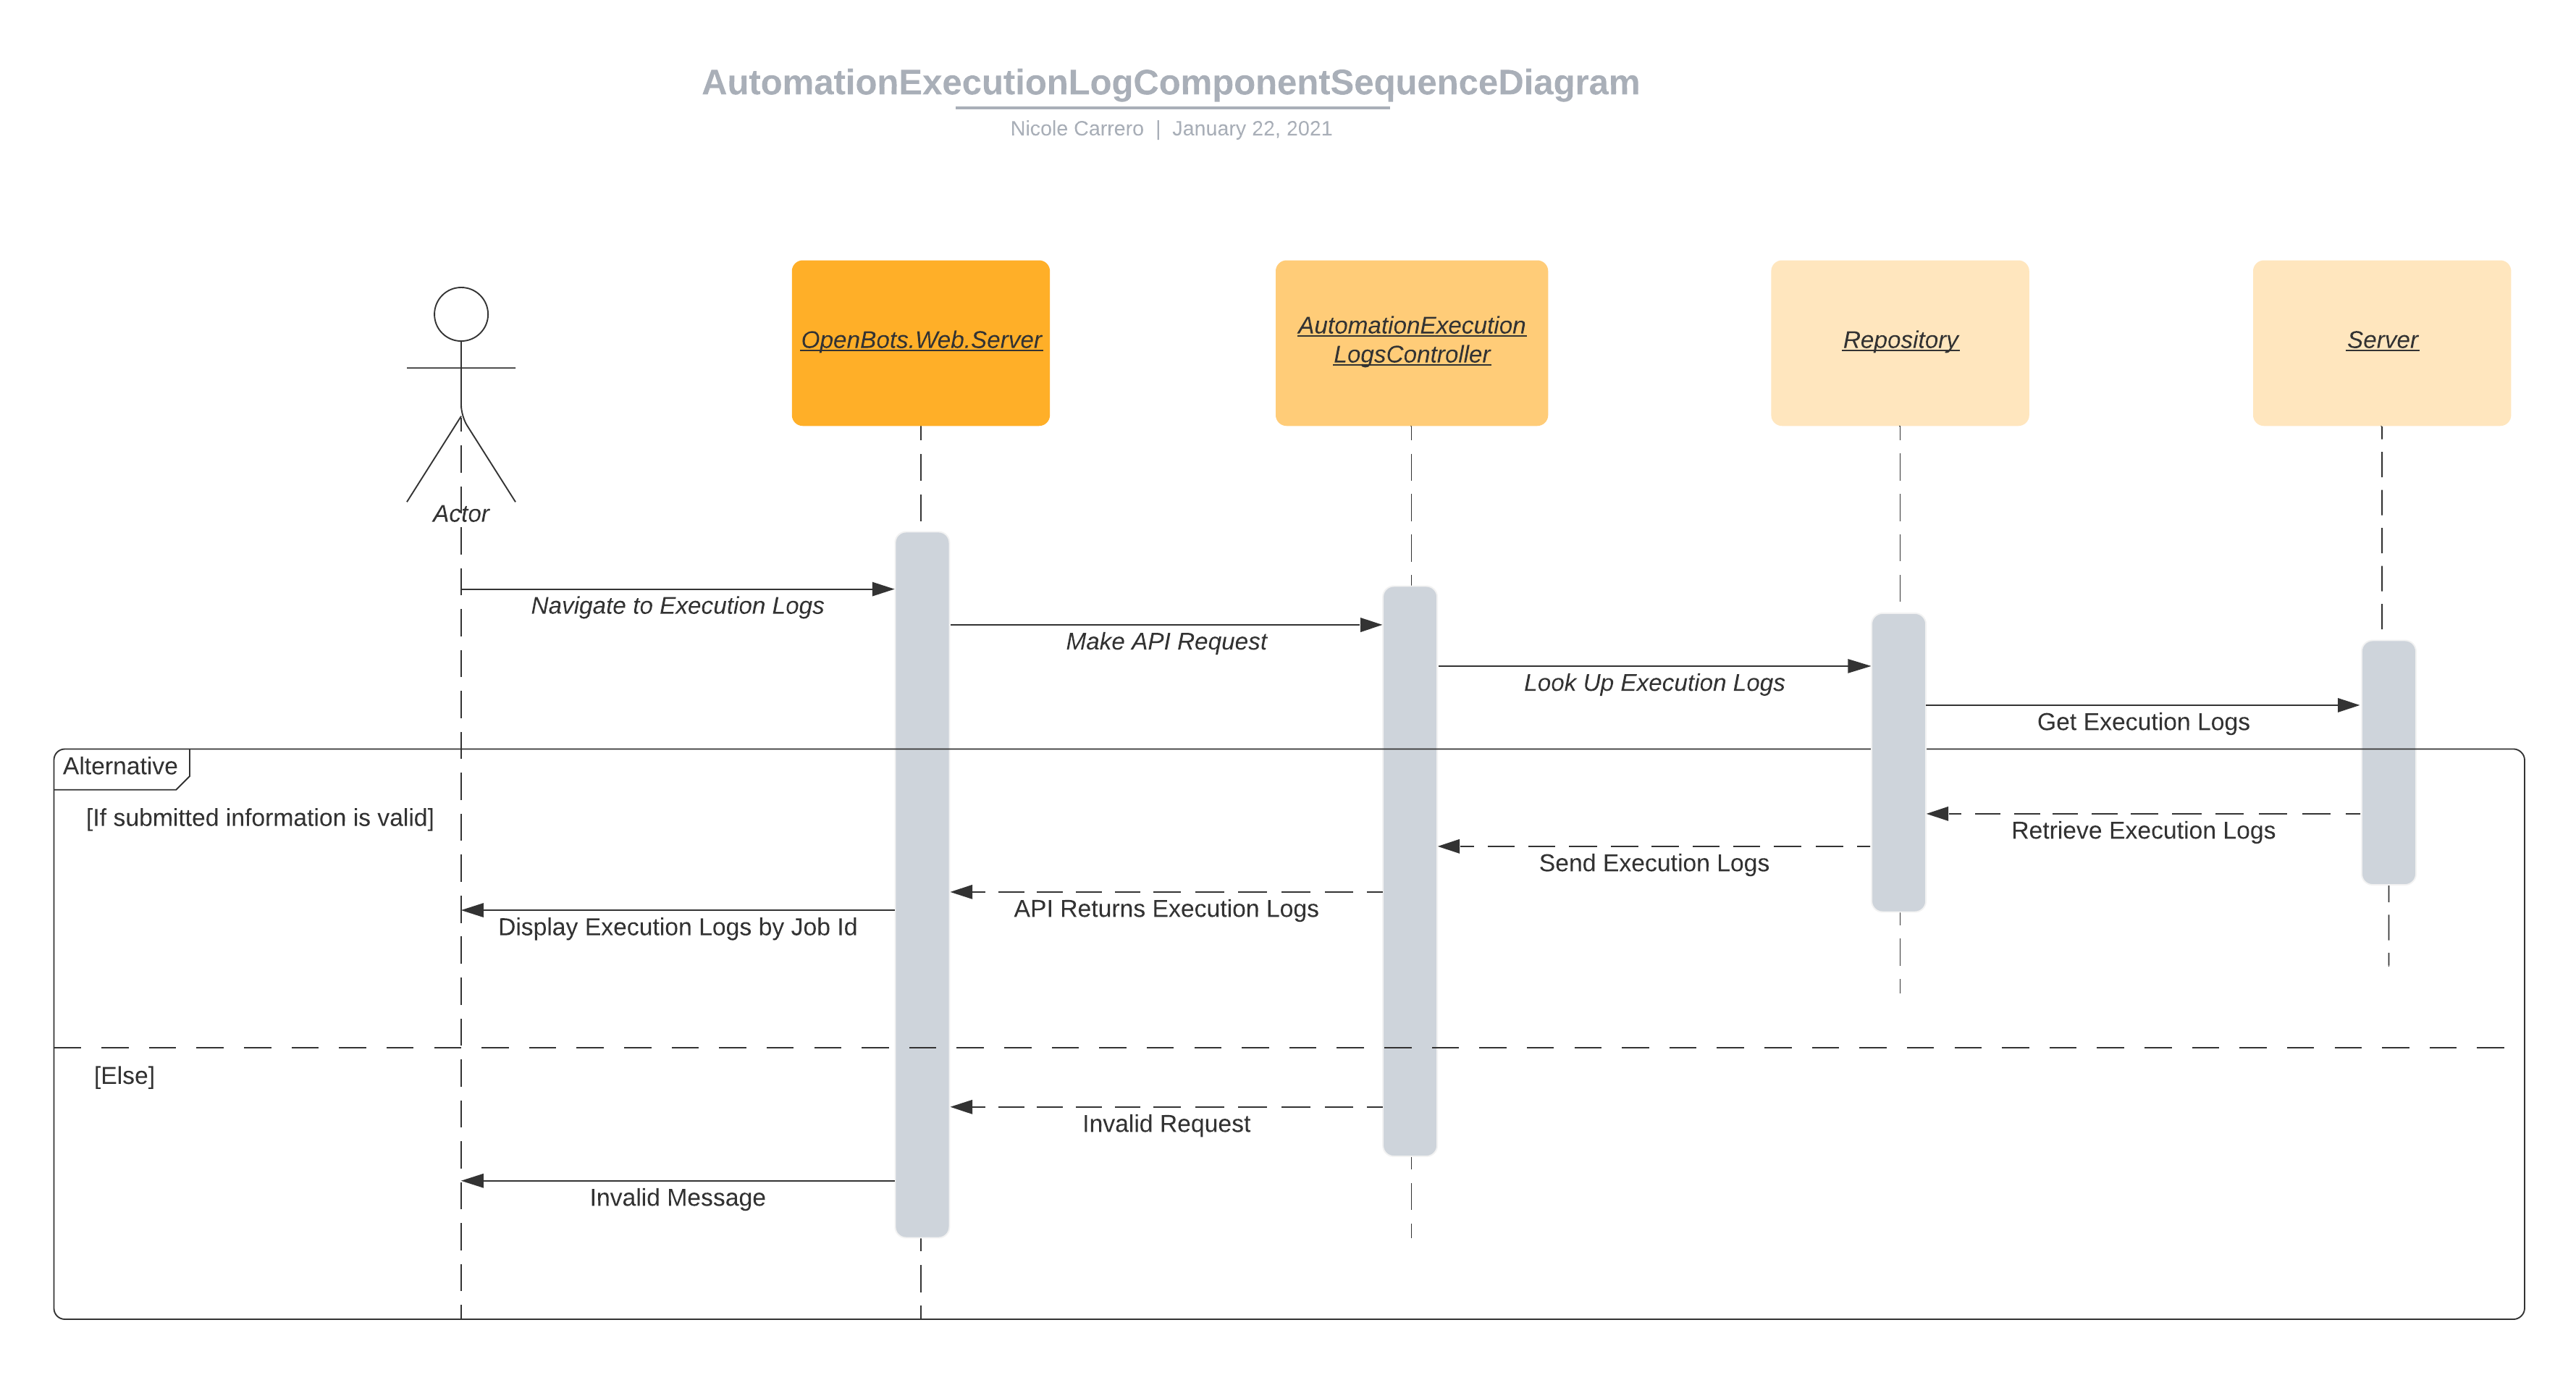 AutomationExecutionLogComponentSequenceDiagram
Nicole Carrero | January 22, 2021
OpenBots.Web.Server
AutomationExecution
LogsController
Repository
Server
Actor
Navigate to Execution Logs
Make API Request
Look Up Execution Logs
Get Execution Logs
Alternative
[If submitted information is valid]
Retrieve Execution Logs
Send Execution Logs
API Returns Execution Logs
Display Execution Logs by Job Id
[Else]
Invalid Request
Invalid Message